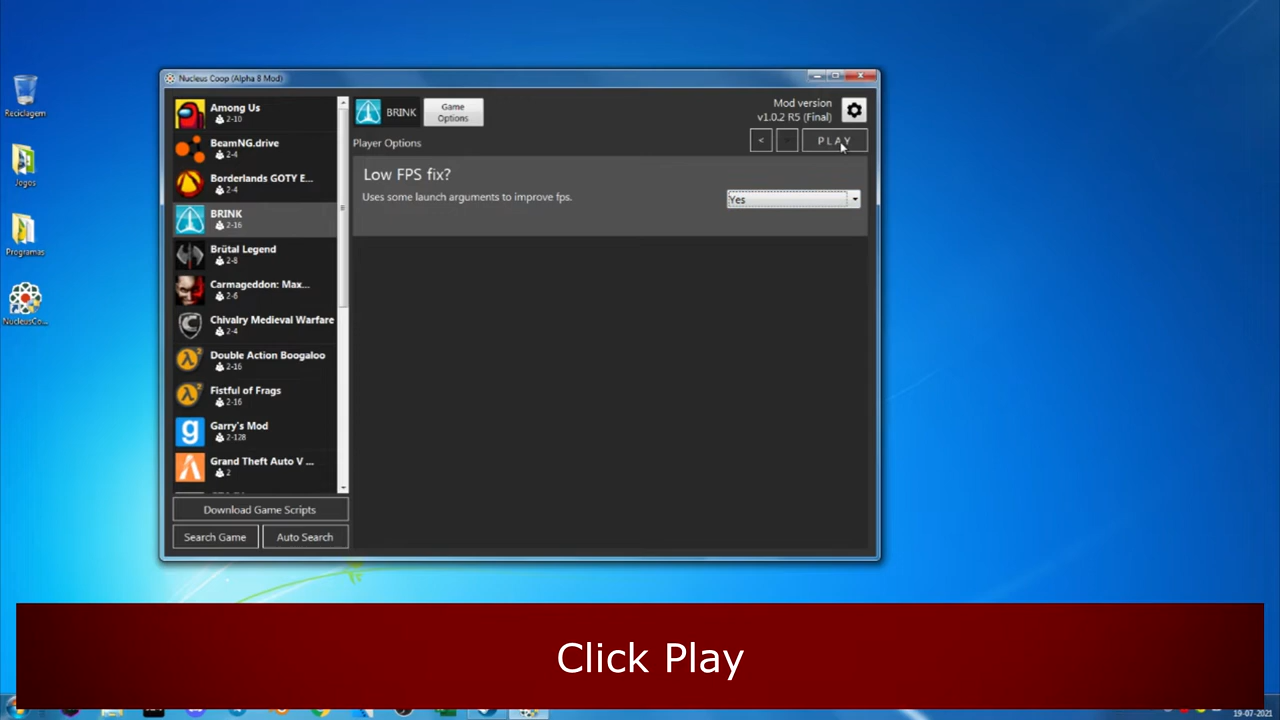 Reciclagem
Jogos
Programas
NucleusCo...
Nucleus Coop (Alpha 8 Mod)
Among Us
2-10
BeamNG.drive
2-4
Borderlands GOTY E...
2-4
BRINK
2-16
Brütal Legend
2-8
Carmageddon: Max...
2-6
Chivalry Medieval Warfare
2-4
Double Action Boogaloo
2-16
Fistful of Frags
2-16
Garry's Mod
2-128
Grand Theft Auto V ...
2
Download Game Scripts
Search Game
Auto Search
BRINK
Game
Options
Mod version
v1.0.2 R5 (Final)
<
PLAY
Player Options
Low FPS fix?
Uses some launch arguments to improve fps.
Yes
Click Play
19-07-2021